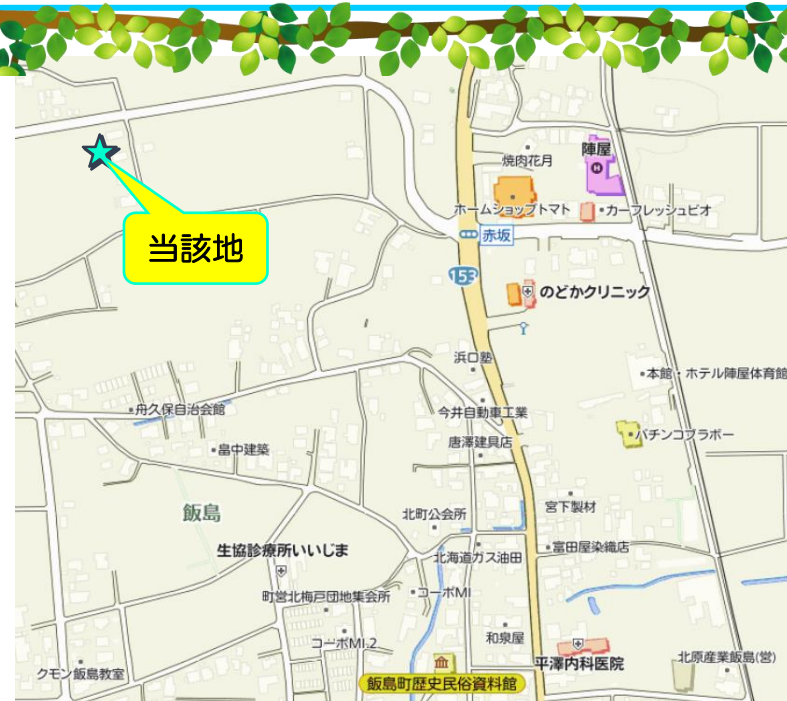 焼肉花月
陣屋
H
ホームショップトマト
カーフレッシュピオ
当該地
赤坂
153
のどかクリニック
浜口塾
本館・ホテル陣屋体育館
舟久保自治会館
今井自動車工業
唐澤建具店
パチンコブラボー
畠中建築
飯島
北町公会所
宮下製材
生協診療所いいじま
北海道ガス油田
富田屋染織店
町営北梅戸団地集会所
コーポMI
コーポMI 2
和泉屋
平澤内科医院
北原産業飯島(営)
クモン飯島教室
飯島町歴史民俗資料館